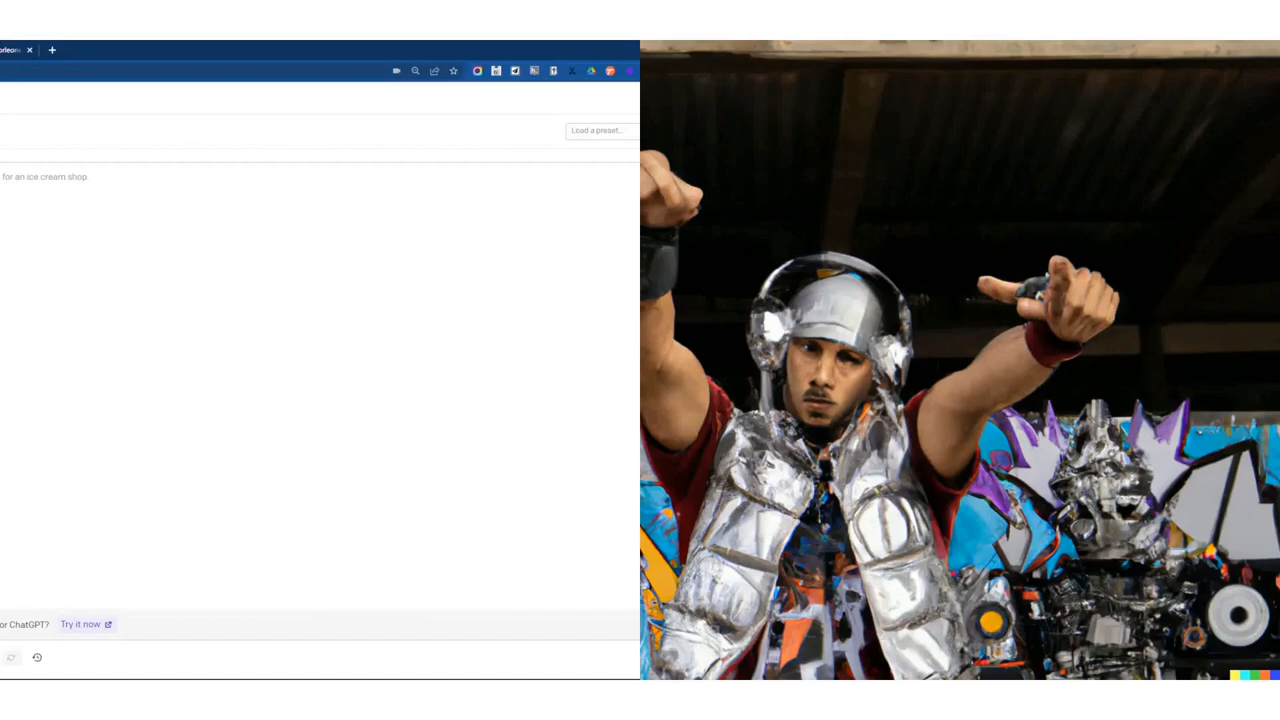 Load a preset...
for an ice cream shop
or ChatGPT?
Try it now